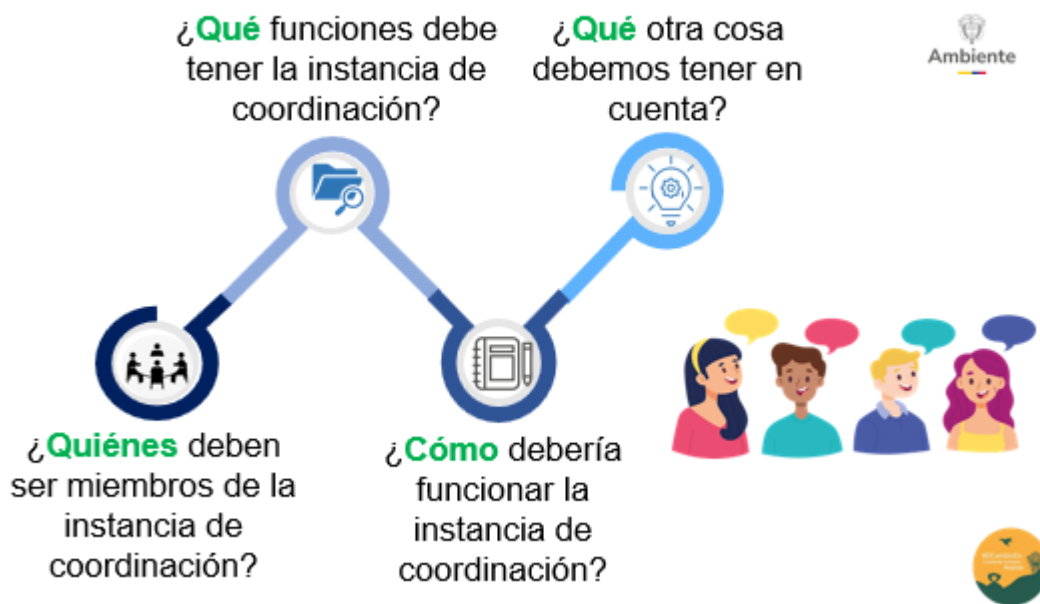 ¿Qué funciones debe
tener la instancia de
coordinación?
¿Qué otra cosa
debemos tener en
cuenta?
Ambiente
¿Quiénes deben
ser miembros de la
instancia de
coordinación?
¿Cómo debería
funcionar la
instancia de
coordinación?